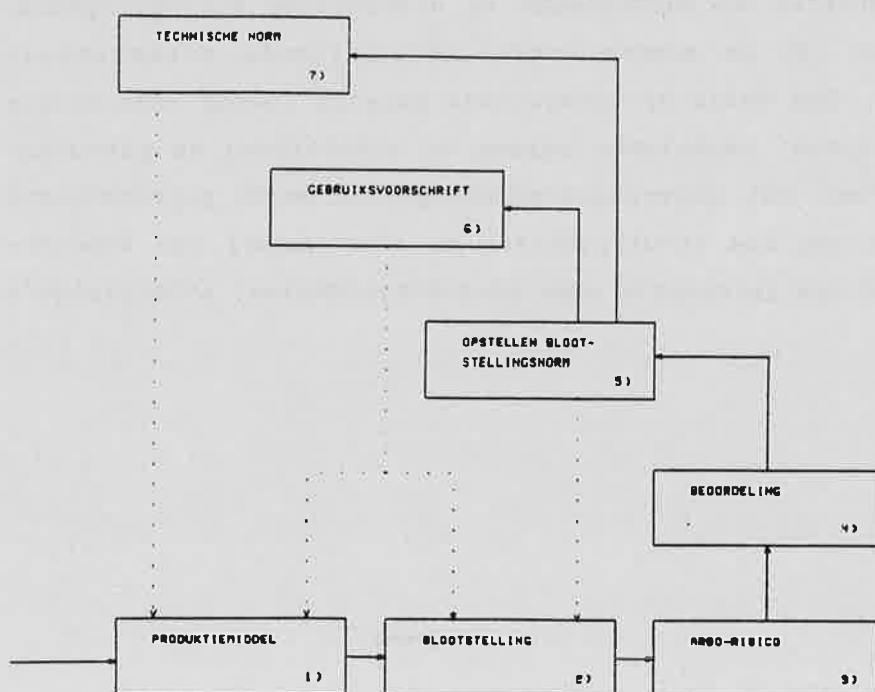 TECHNISCHE NORM
7)
GEBRUIKSVOORSCHRIFT
6)
OPSTELLEN BLOOT-
STELLINGSNORM
5)
BEOORDELING
4)
PRODUKTIEMIDDEL
1)
BLOOTSTELLING
2)
ARBO-RISICO
3)